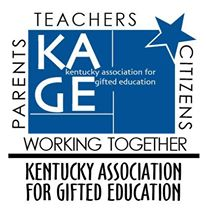 TEACHERS
PARENTS
CITIZENS
KA
GE
kentucky association for
gifted education
WORKING TOGETHER
KENTUCKY ASSOCIATION
FOR GIFTED EDUCATION